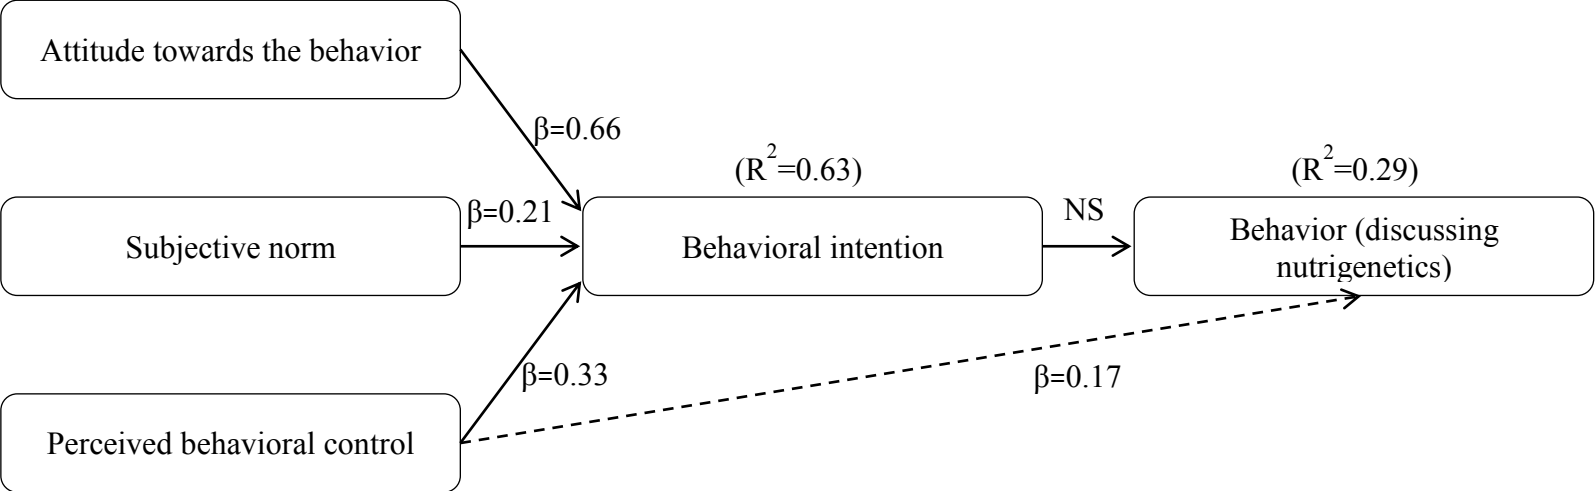 Attitude towards the behavior
β=0.66
(R²=0.63)
(R²=0.29)
Subjective norm
β=0.21
Behavioral intention
NS
Behavior (discussing
nutrigenetics)
β=0.33
β=0.17
Perceived behavioral control